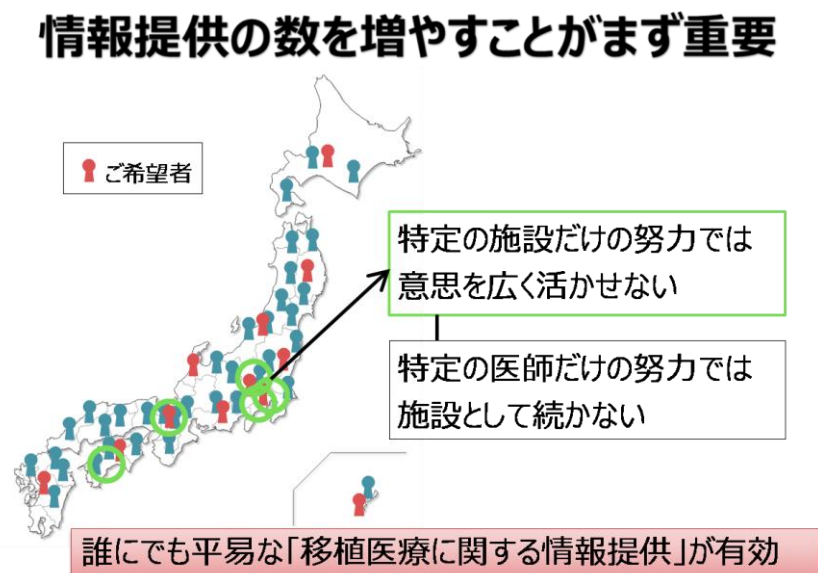 情報提供の数を増やすことがまず重要
ご希望者
特定の施設だけの努力では
意思を広く活かせない
特定の医師だけの努力では
施設として続かない
誰にでも平易な「移植医療に関する情報提供」が有効